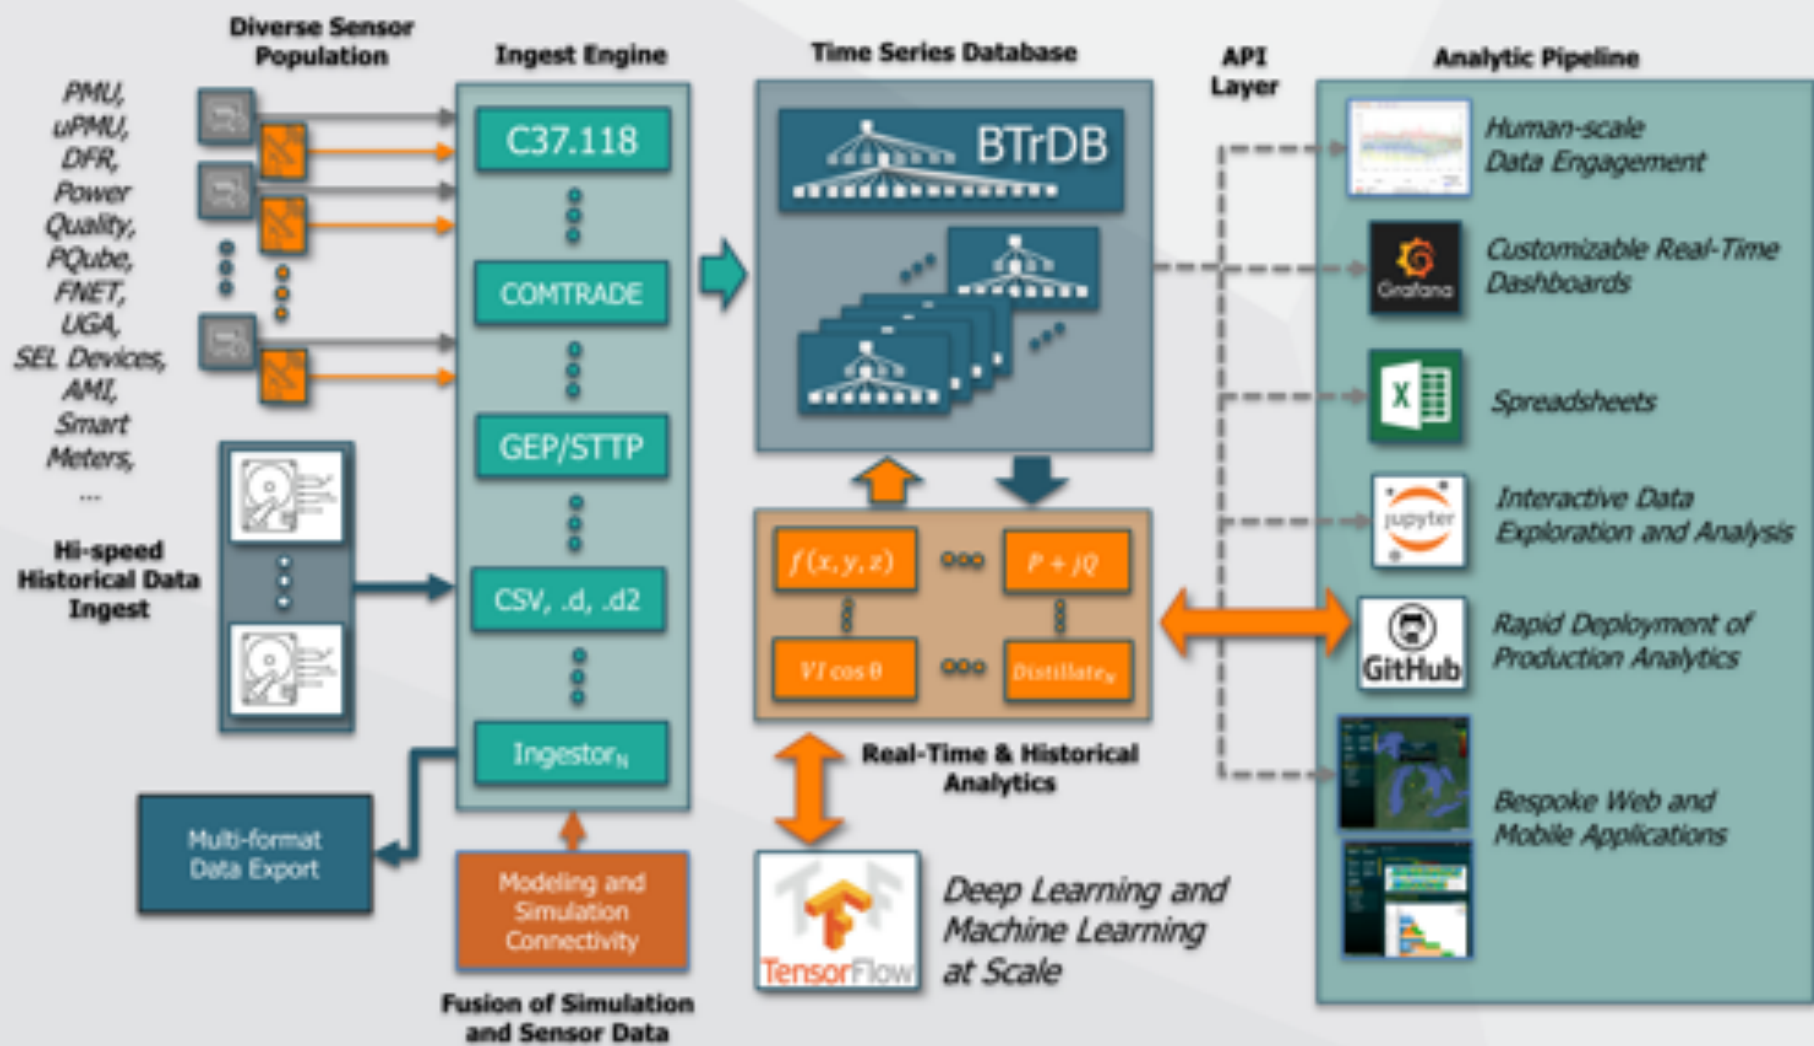 Diverse Sensor
Population
PMU,
uPMU,
DFR,
Power
Quality,
PQube,
FNET,
UGA,
SEL Devices,
AMI,
Smart
Meters,
...
Hi-speed
Historical Data
Ingest
Multi-format
Data Export
Ingest Engine
C37.118
COMTRADE
GEP/STTP
CSV, .d, .d2
Ingestor_N
Modeling and
Simulation
Connectivity
Fusion of Simulation
and Sensor Data
Time Series Database
BTrDB
f(x, y, z)
P + jQ
VI cos θ
Distillate_N
Real-Time & Historical
Analytics
TensorFlow
Deep Learning and
Machine Learning
at Scale
API
Layer
Analytic Pipeline
Human-scale
Data Engagement
Grafana
Customizable Real-Time
Dashboards
X
Spreadsheets
jupyter
Interactive Data
Exploration and Analysis
GitHub
Rapid Deployment of
Production Analytics
Bespoke Web and
Mobile Applications